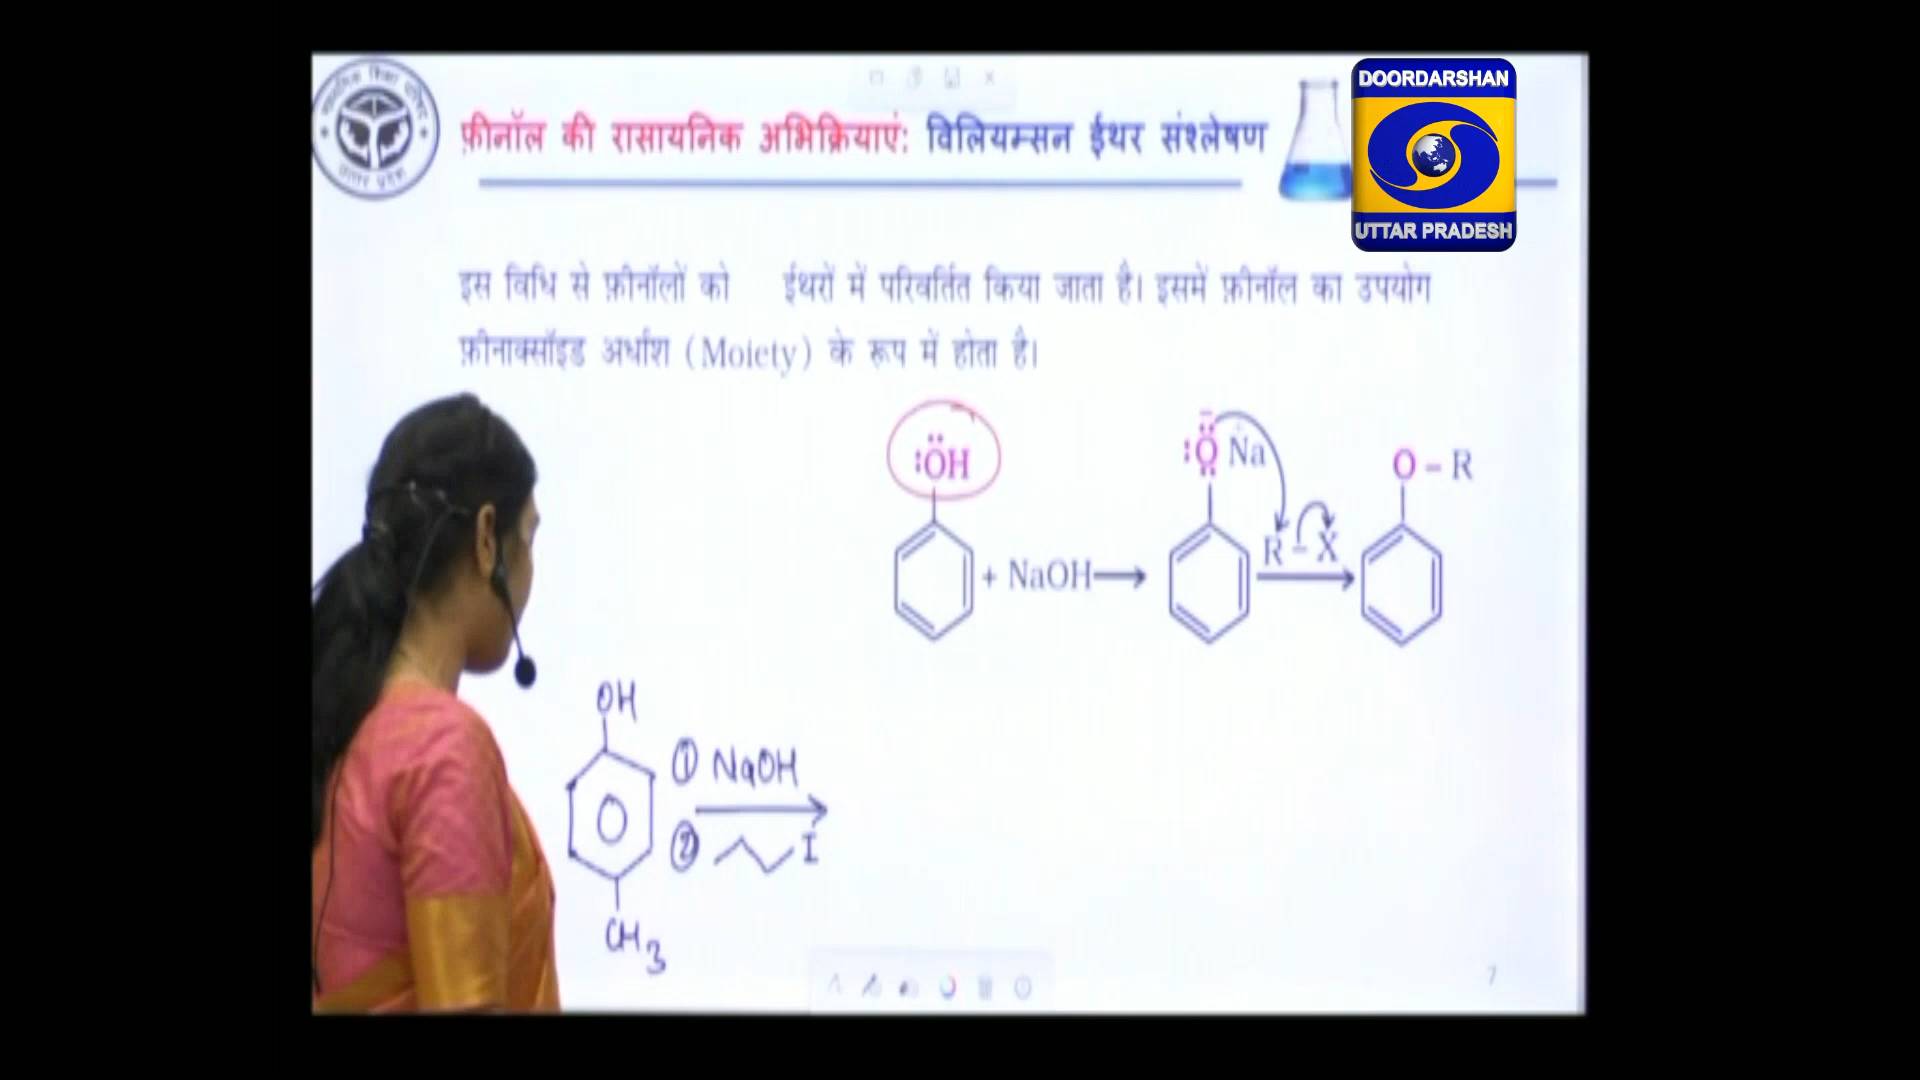 DOORDARSHAN
UTTAR PRADESH
फ़ीनॉल की रासायनिक अभिक्रियाएं: विलियम्सन ईथर संश्लेषण
इस विधि से फ़ीनॉलों को ईथरों में परिवर्तित किया जाता है। इसमें फ़ीनॉल का उपयोग
फ़ीनाक्सॉइड अर्धांश (Moiety) के रूप में होता है।
:ÖH
:O Na
O – R
+ NaOH
R – X
OH
① NaOH
② I
CH3
7